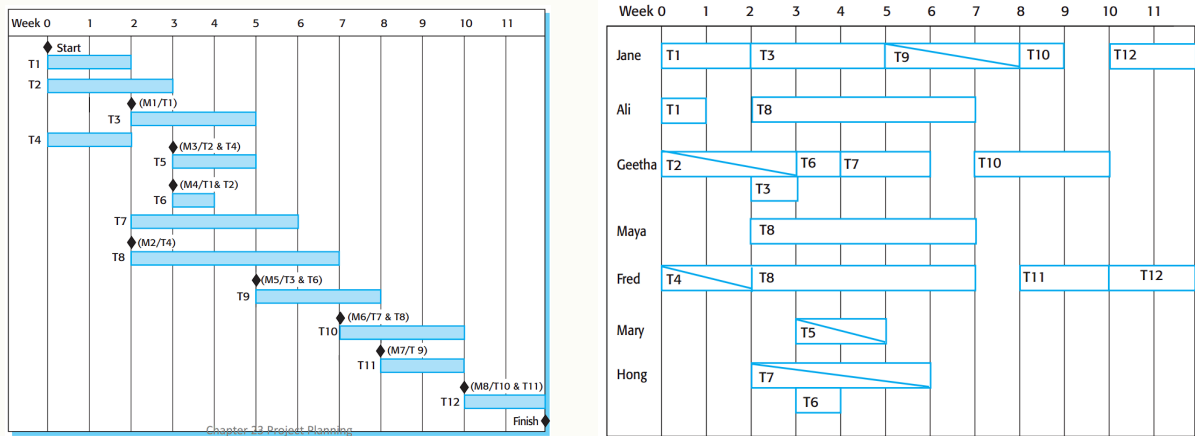 Week 0 1 2 3 4 5 6 7 8 9 10 11
Start
T1
T2
(M1/T1)
T3
T4
(M3/T2 & T4)
T5
(M4/T1& T2)
T6
T7
(M2/T4)
T8
(M5/T3 & T6)
T9
(M6/T7 & T8)
T10
(M7/T 9)
T11
(M8/T10 & T11)
T12
Finish
Chapter 23 Project Planning
Week 0 1 2 3 4 5 6 7 8 9 10 11
Jane T1 T3 T9 T10 T12
Ali T1 T8
Geetha T2 T6 T7 T10
T3
Maya T8
Fred T4 T8 T11 T12
Mary T5
Hong T7
T6